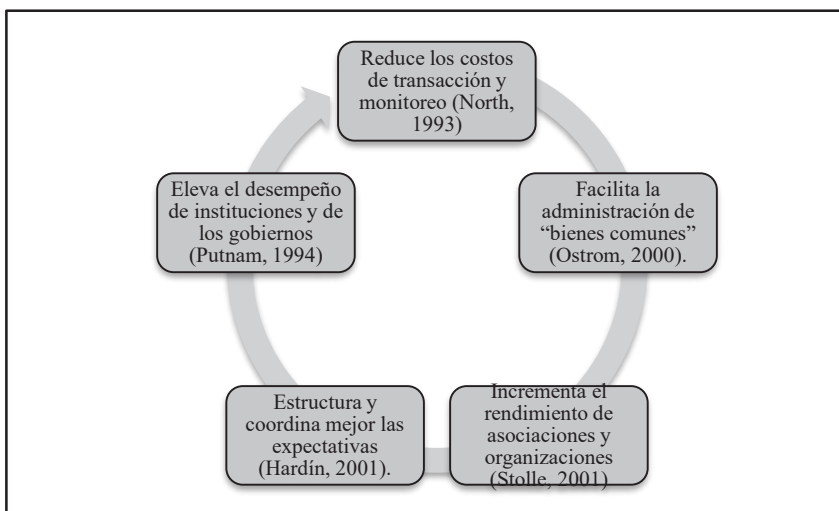 Reduce los costos
de transacción y
monitoreo (North,
1993)
Facilita la
administración de
“bienes comunes”
(Ostrom, 2000).
Incrementa el
rendimiento de
asociaciones y
organizaciones
(Stolle, 2001)
Estructura y
coordina mejor las
expectativas
(Hardín, 2001).
Eleva el desempeño
de instituciones y de
los gobiernos
(Putnam, 1994)